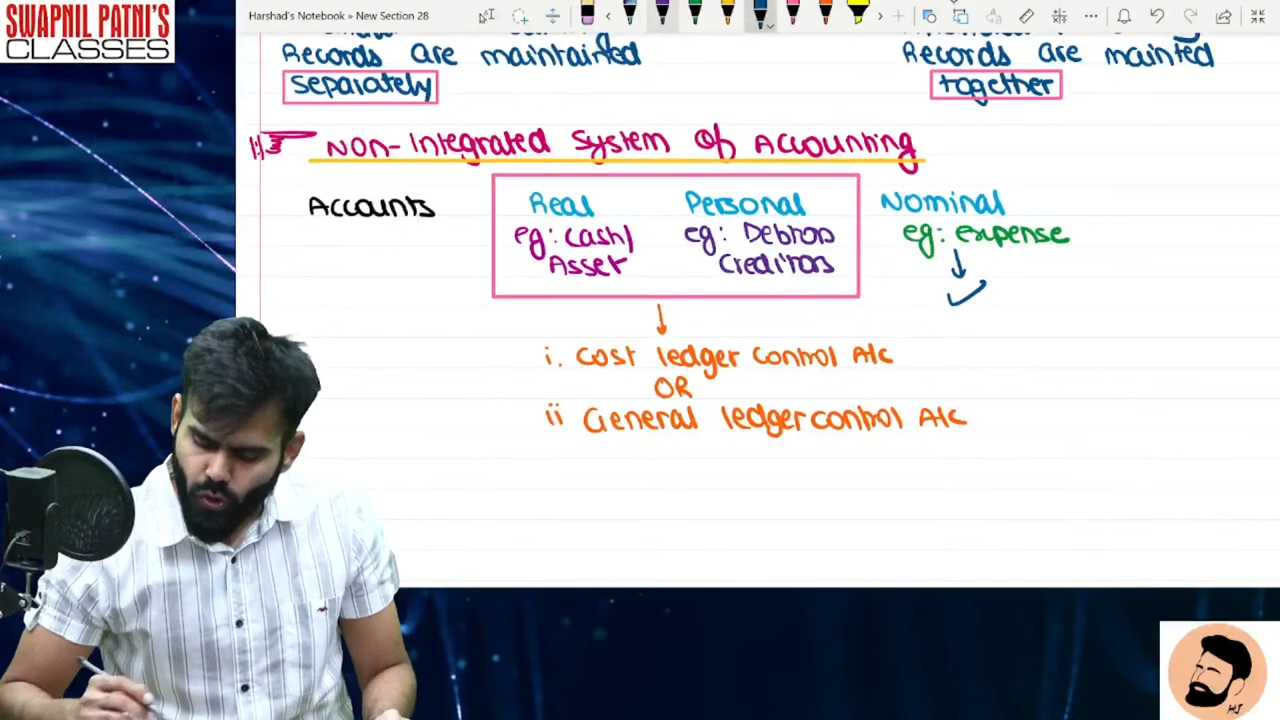 SWAPNIL PATNI'S
CLASSES
Harshad's Notebook » New Section 28
Records are maintained
separately
Records are mainted
together
1:) Non-Integrated System of Accounting
Accounts Real Personal Nominal
eg: Cash/ eg: Debtors eg: expense
Asset Creditors
i. Cost ledger control A/c
OR
ii General ledger control A/c
HJ